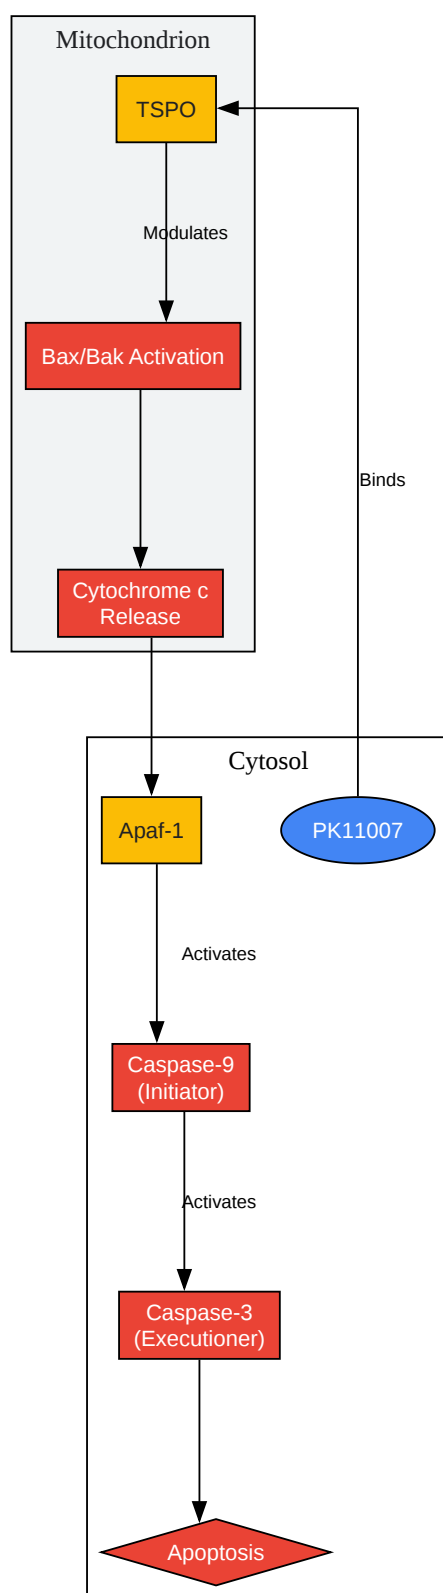 Mitochondrion
TSPO
Modulates
Bax/Bak Activation
Binds
Cytochrome c
Release
Cytosol
Apaf-1
PK11007
Activates
Caspase-9
(Initiator)
Activates
Caspase-3
(Executioner)
Apoptosis